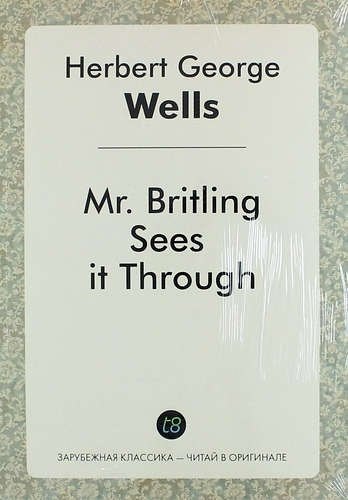 Herbert George
Wells
Mr. Britling
Sees
it Through
t8
ЗАРУБЕЖНАЯ КЛАССИКА — ЧИТАЙ В ОРИГИНАЛЕ